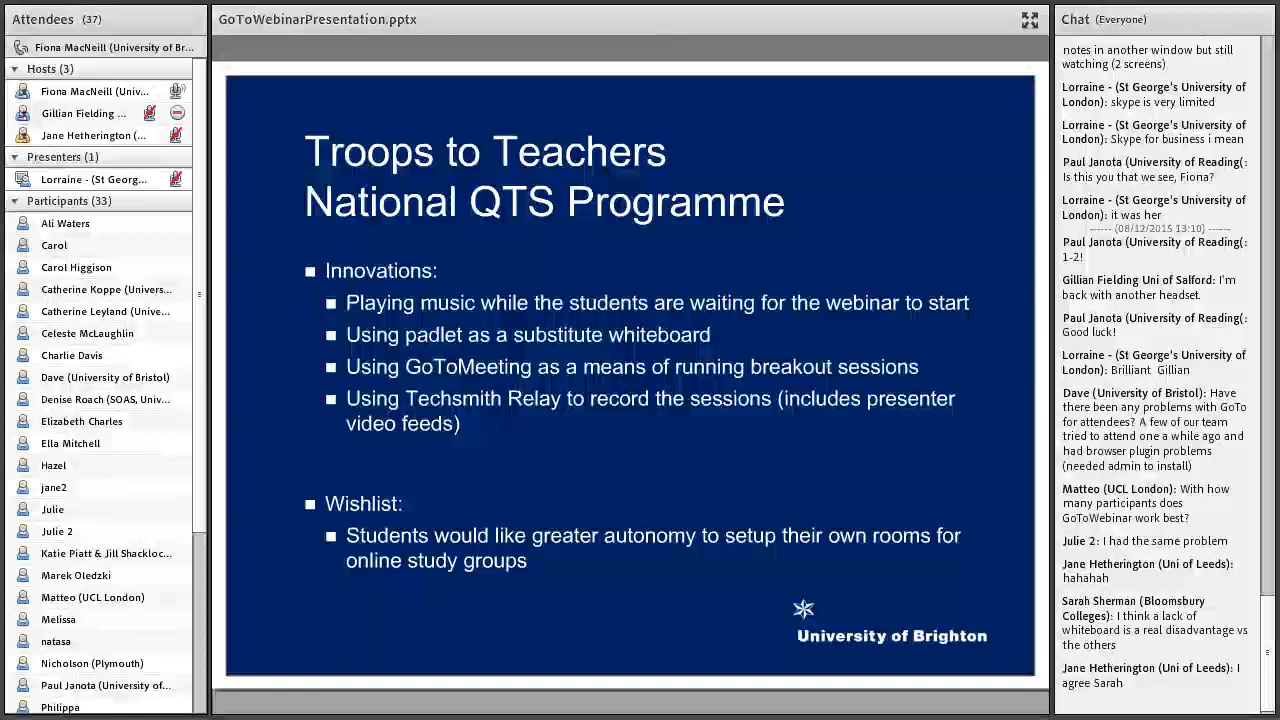 Attendees (37)
Fiona MacNeill (University of Br...
Hosts (3)
Fiona MacNeill (Univ...
Gillian Fielding ...
Jane Hetherington (...
Presenters (1)
Lorraine - (St Georg...
Participants (33)
Ali Waters
Carol
Carol Higgison
Catherine Koppe (Univers...
Catherine Leyland (Unive...
Celeste McLaughlin
Charlie Davis
Dave (University of Bristol)
Denise Roach (SOAS, Univ...
Elizabeth Charles
Ella Mitchell
Hazel
jane2
Julie
Julie 2
Katie Piatt & Jill Shackloc...
Marek Oledzki
Matteo (UCL London)
Melissa
natasa
Nicholson (Plymouth)
Paul Janota (University of...
Philippa
GoToWebinarPresentation.pptx
Troops to Teachers
National QTS Programme
Innovations:
Playing music while the students are waiting for the webinar to start
Using padlet as a substitute whiteboard
Using GoToMeeting as a means of running breakout sessions
Using Techsmith Relay to record the sessions (includes presenter
video feeds)
Wishlist:
Students would like greater autonomy to setup their own rooms for
online study groups
University of Brighton
Chat (Everyone)
notes in another window but still
watching (2 screens)
Lorraine - (St George's University of
London): skype is very limited
Lorraine - (St George's University of
London): Skype for business i mean
Paul Janota (University of Reading(:
Is this you that we see, Fiona?
Lorraine - (St George's University of
London): it was her
------ (08/12/2015 13:10) ------
Paul Janota (University of Reading(:
1-2!
Gillian Fielding Uni of Salford: I'm
back with another headset.
Paul Janota (University of Reading(:
Good luck!
Lorraine - (St George's University of
London): Brilliant Gillian
Dave (University of Bristol): Have
there been any problems with GoTo
for attendees? A few of our team
tried to attend one a while ago and
had browser plugin problems
(needed admin to install)
Matteo (UCL London): With how
many participants does
GoToWebinar work best?
Julie 2: I had the same problem
Jane Hetherington (Uni of Leeds):
hahahah
Sarah Sherman (Bloomsbury
Colleges): I think a lack of
whiteboard is a real disadvantage vs
the others
Jane Hetherington (Uni of Leeds): I
agree Sarah